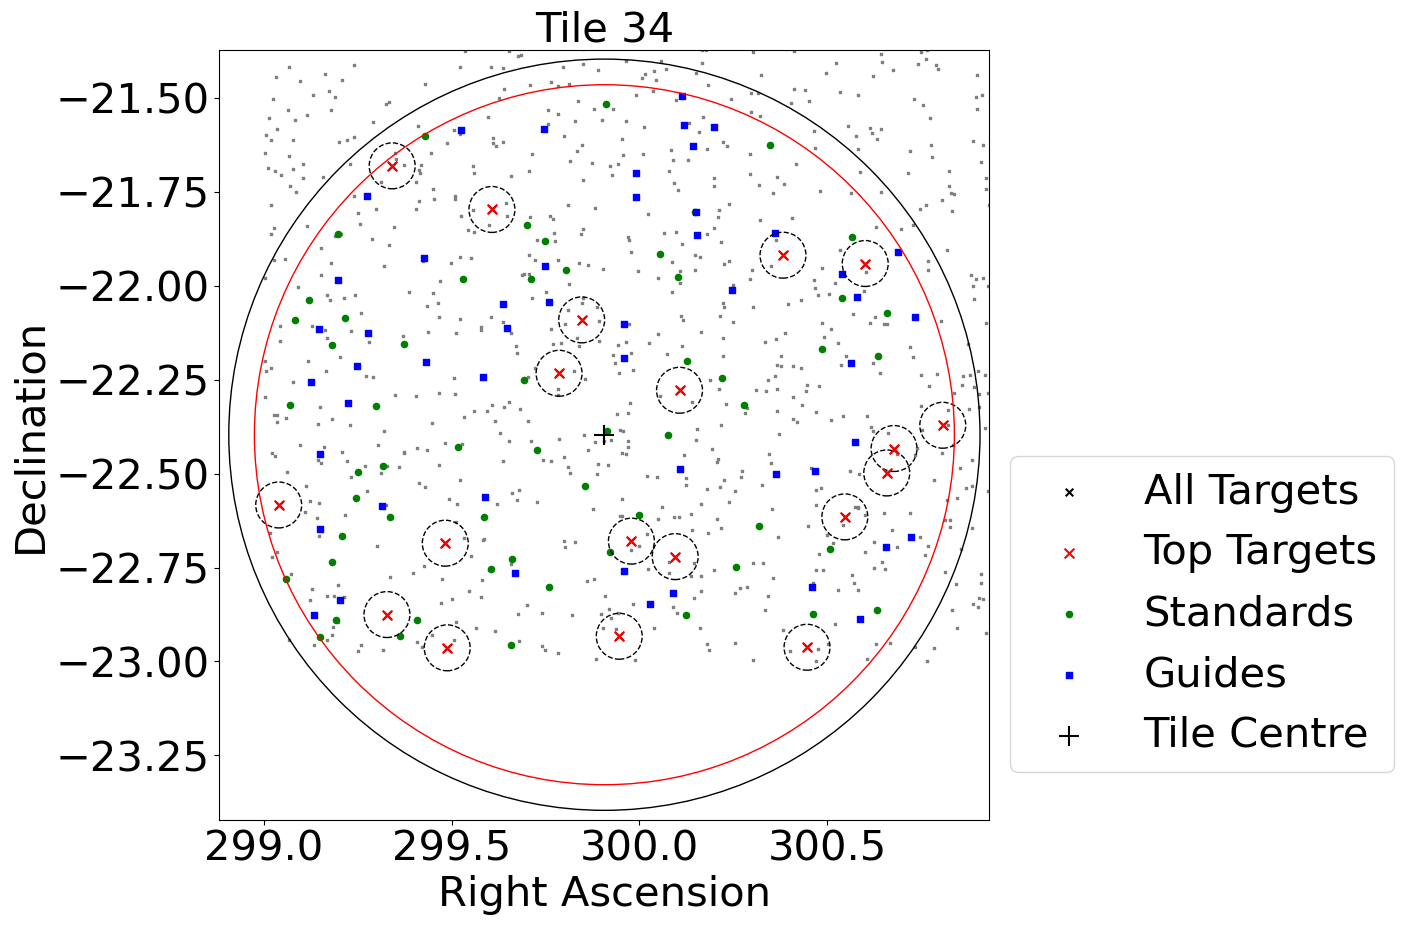 Tile 34
−21.50
−21.75
−22.00
−22.25
−22.50
−22.75
−23.00
−23.25
Declination
299.0
299.5
300.0
300.5
Right Ascension
All Targets
Top Targets
Standards
Guides
Tile Centre